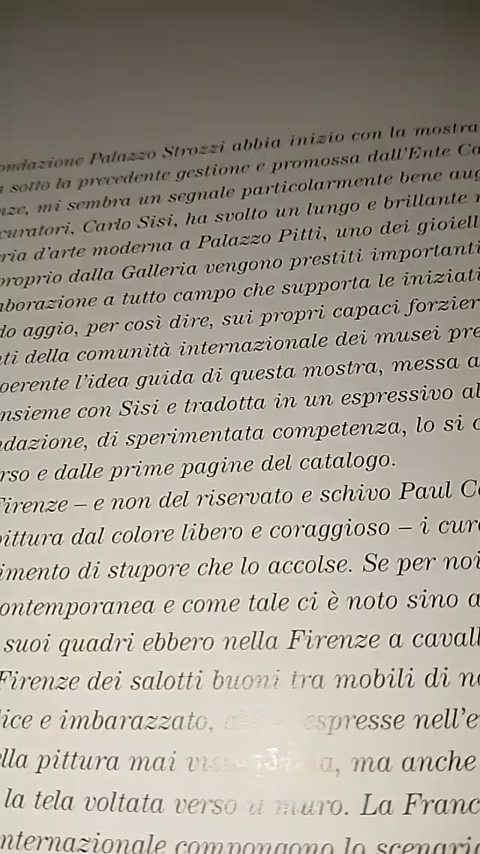 ondazione Palazzo Strozzi abbia inizio con la mostra
sotto la precedente gestione e promossa dall'Ente Ca
nze, mi sembra un segnale particolarmente bene aug
curatori, Carlo Sisi, ha svolto un lungo e brillante
ria d'arte moderna a Palazzo Pitti, uno dei gioiell
proprio dalla Galleria vengono prestiti importanti
aborazione a tutto campo che supporta le iniziati
do aggio, per così dire, sui propri capaci forzier
ti della comunità internazionale dei musei pre
oerente l'idea guida di questa mostra, messa a
nsieme con Sisi e tradotta in un espressivo al
dazione, di sperimentata competenza, lo si c
rso e dalle prime pagine del catalogo.
Firenze – e non del riservato e schivo Paul C
pittura dal colore libero e coraggioso – i cur
imento di stupore che lo accolse. Se per noi
ontemporanea e come tale ci è noto sino a
suoi quadri ebbero nella Firenze a cavall
Firenze dei salotti buoni tra mobili di n
lice e imbarazzato, espresse nell'e
lla pittura mai ma anche
la tela voltata verso muro. La Franc
internazionale compongono lo scenari